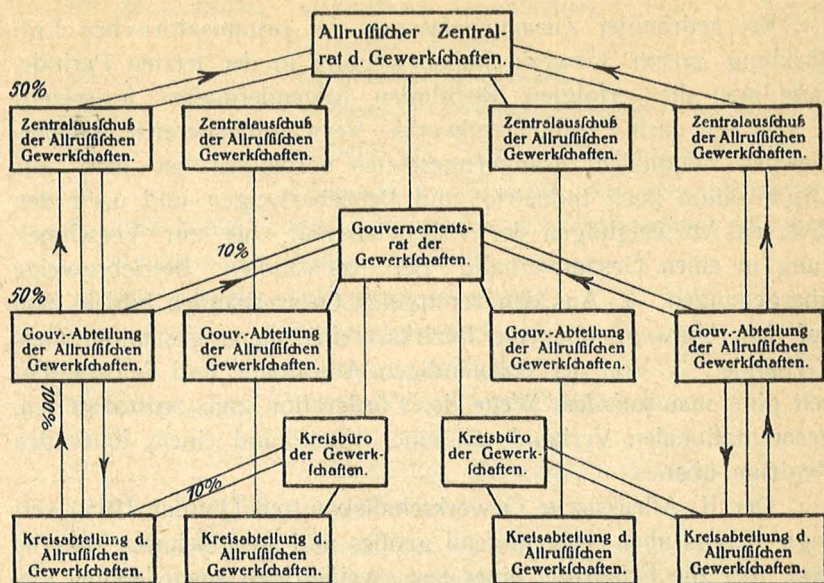 Allruſſiſcher Zentral-
rat d. Gewerkſchaften.
50%
Zentralausſchuß
der Allruſſiſchen
Gewerkſchaften.
Zentralausſchuß
der Allruſſiſchen
Gewerkſchaften.
Zentralausſchuß
der Allruſſiſchen
Gewerkſchaften.
Zentralausſchuß
der Allruſſiſchen
Gewerkſchaften.
Gouvernements-
rat der
Gewerkſchaften.
10%
50%
Gouv.-Abteilung
der Allruſſiſchen
Gewerkſchaften
Gouv.-Abteilung
der Allruſſiſchen
Gewerkſchaften.
Gouv.-Abteilung
der Allruſſiſchen
Gewerkſchaften.
Gouv.-Abteilung
der Allruſſiſchen
Gewerkſchaften.
100%
Kreisbüro
der Gewerk-
ſchaften.
Kreisbüro
der Gewerk-
ſchaften.
10%
Kreisabteilung d.
Allruſſiſchen
Gewerkſchaften.
Kreisabteilung d.
Allruſſiſchen
Gewerkſchaften.
Kreisabteilung d.
Allruſſiſchen
Gewerkſchaften.
Kreisabteilung d.
Allruſſiſchen
Gewerkſchaften.